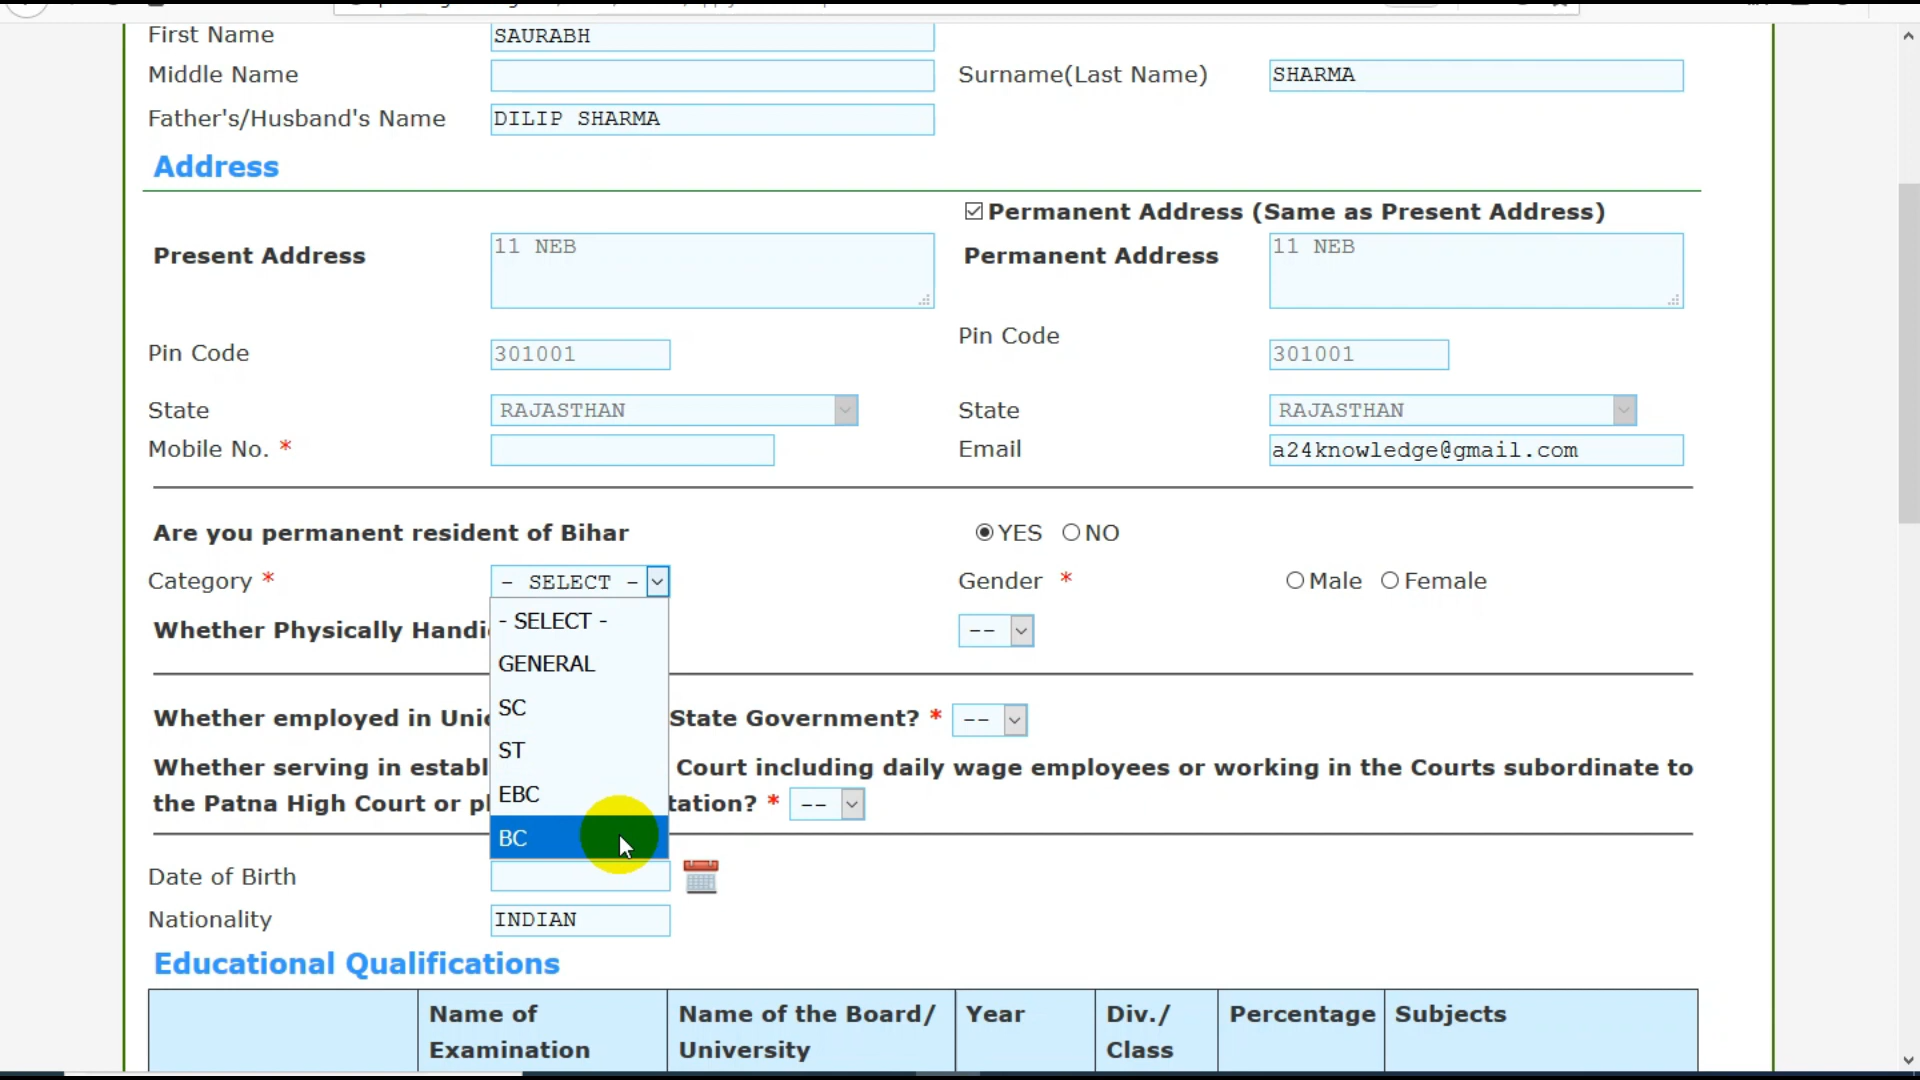 First Name SAURABH
Middle Name Surname(Last Name) SHARMA
Father's/Husband's Name DILIP SHARMA
Address
Permanent Address (Same as Present Address)
Present Address 11 NEB Permanent Address 11 NEB
Pin Code 301001 Pin Code 301001
State RAJASTHAN State RAJASTHAN
Mobile No. * Email a24knowledge@gmail.com
Are you permanent resident of Bihar YES NO
Category * - SELECT - Gender * Male Female
- SELECT -
Whether Physically Handi --
GENERAL
SC
Whether employed in Unio State Government? * --
ST
Whether serving in establ Court including daily wage employees or working in the Courts subordinate to
EBC
the Patna High Court or pl tation? * --
BC
Date of Birth
Nationality INDIAN
Educational Qualifications
Name of Examination Name of the Board/ University Year Div./ Class Percentage Subjects